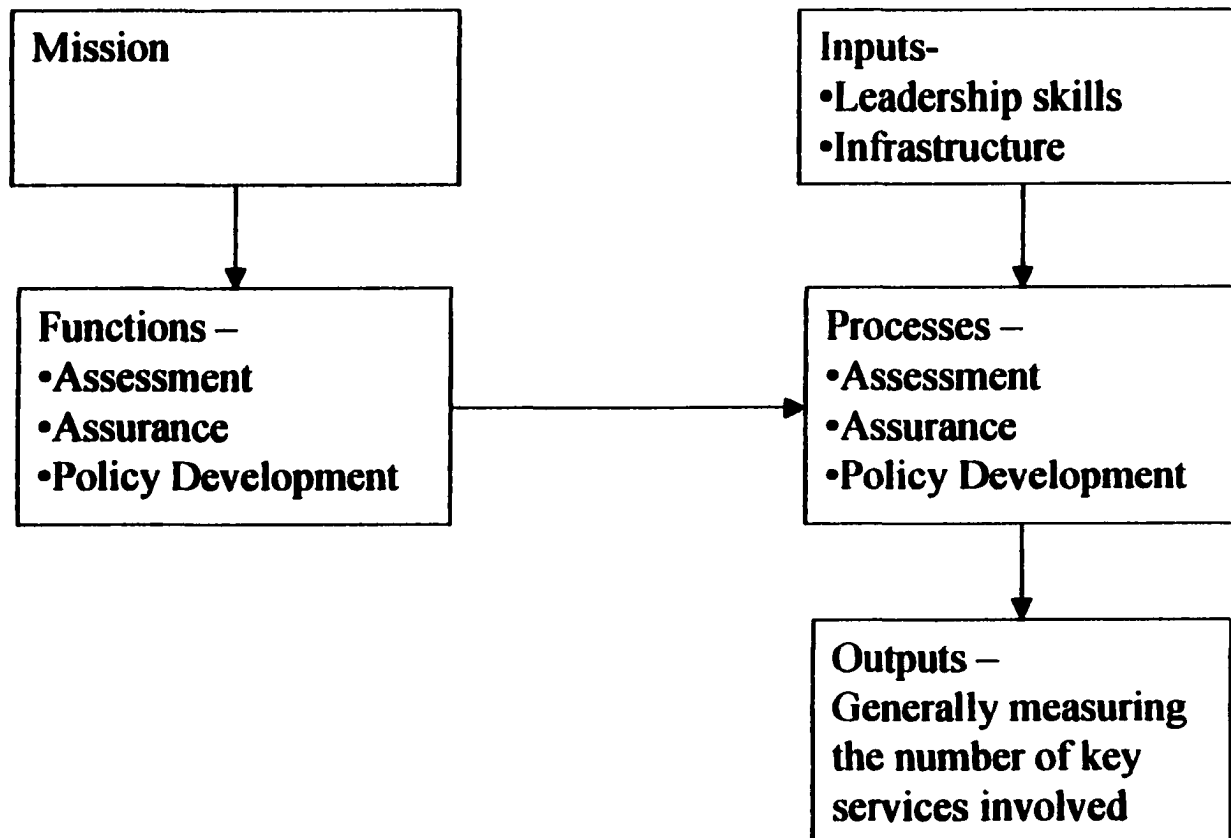 Mission
Inputs-
•Leadership skills
•Infrastructure
Functions –
•Assessment
•Assurance
•Policy Development
Processes –
•Assessment
•Assurance
•Policy Development
Outputs –
Generally measuring
the number of key
services involved